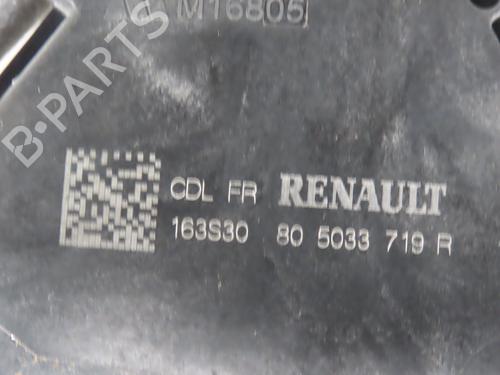 M16805
B-PARTS
CDL FR RENAULT
163S30 80 5033 719 R